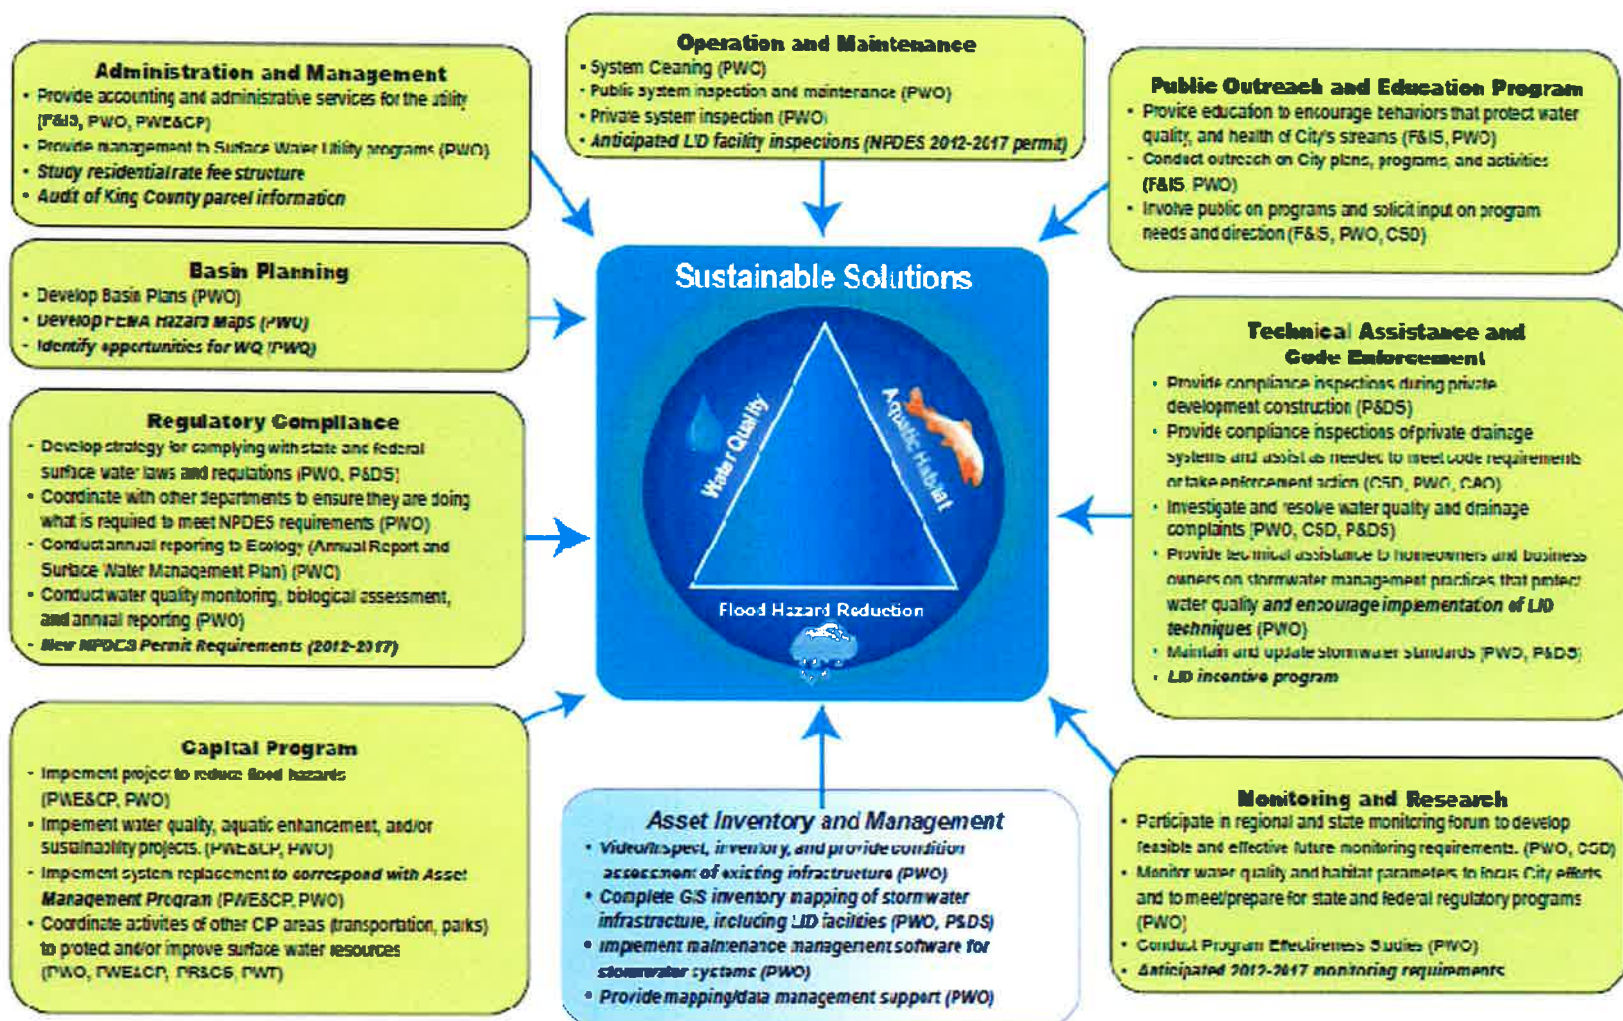 Administration and Management
• Provide accounting and administrative services for the utility
(F&IS, PWO, PWE&CP)
• Provide management to Surface Water Utility programs (PWO)
• Study residential rate fee structure
• Audit of King County parcel information
Operation and Maintenance
• System Cleaning (PWO)
• Public system inspection and maintenance (PWO)
• Private system inspection (PWO)
• Anticipated LID facility inspections (NPDES 2012-2017 permit)
Public Outreach and Education Program
• Provide education to encourage behaviors that protect water
quality, and health of City's streams (F&IS, PWO)
• Conduct outreach on City plans, programs, and activities
(F&IS, PWO)
• Involve public on programs and solicit input on program
needs and direction (F&IS, PWO, CSD)
Basin Planning
• Develop Basin Plans (PWO)
• Develop FEMA Hazard Maps (PWO)
• Identify opportunities for WQ (PWO)
Sustainable Solutions
Water Quality
Aquatic Habitat
Flood Hazard Reduction
Technical Assistance and
Code Enforcement
• Provide compliance inspections during private
development construction (P&DS)
• Provide compliance inspections of private drainage
systems and assist as needed to meet code requirements
or take enforcement action (CSD, PWO, CAO)
• Investigate and resolve water quality and drainage
complaints (PWO, CSD, P&DS)
• Provide technical assistance to homeowners and business
owners on stormwater management practices that protect
water quality and encourage implementation of LID
techniques (PWO)
• Maintain and update stormwater standards (PWO, P&DS)
• LID incentive program
Regulatory Compliance
- Develop strategy for complying with state and federal
surface water laws and regulations (PWO, P&DS)
• Coordinate with other departments to ensure they are doing
what is required to meet NPDES requirements (PWO)
- Conduct annual reporting to Ecology (Annual Report and
Surface Water Management Plan) (PWO)
• Conduct water quality monitoring, biological assessment,
and annual reporting (PWO)
- New NPDES Permit Requirements (2012-2017)
Capital Program
- Implement project to reduce flood hazards
(PWE&CP, PWO)
• Implement water quality, aquatic enhancement, and/or
sustainability projects. (PWE&CP, PWO)
- Implement system replacement to correspond with Asset
Management Program (PWE&CP, PWO)
• Coordinate activities of other CIP areas (transportation, parks)
to protect and/or improve surface water resources
(PWO, PWE&CP, PR&CS, PWT)
Asset Inventory and Management
• Video/Inspect, inventory, and provide condition
assessment of existing infrastructure (PWO)
• Complete GIS inventory mapping of stormwater
infrastructure, including LID facilities (PWO, P&DS)
• Implement maintenance management software for
stormwater systems (PWO)
• Provide mapping/data management support (PWO)
Monitoring and Research
• Participate in regional and state monitoring forum to develop
feasible and effective future monitoring requirements. (PWO, CSD)
• Monitor water quality and habitat parameters to focus City efforts
and to meet/prepare for state and federal regulatory programs
(PWO)
• Conduct Program Effectiveness Studies (PWO)
• Anticipated 2012-2017 monitoring requirements